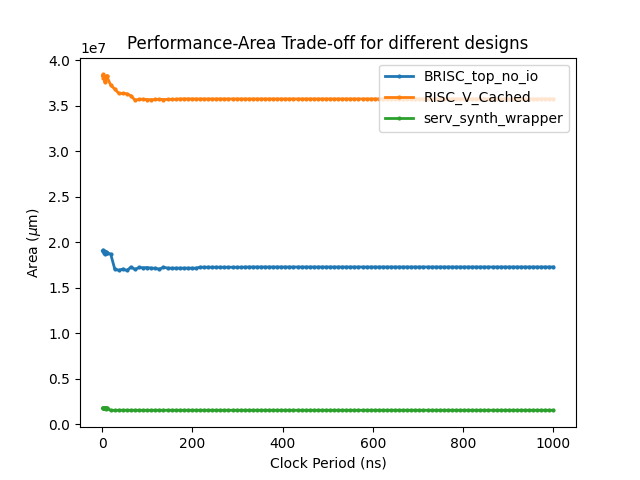 Performance-Area Trade-off for different designs
1e7
4.0
3.5
3.0
2.5
2.0
1.5
1.0
0.5
0.0
Area (μm)
BRISC_top_no_io
RISC_V_Cached
serv_synth_wrapper
0 200 400 600 800 1000
Clock Period (ns)